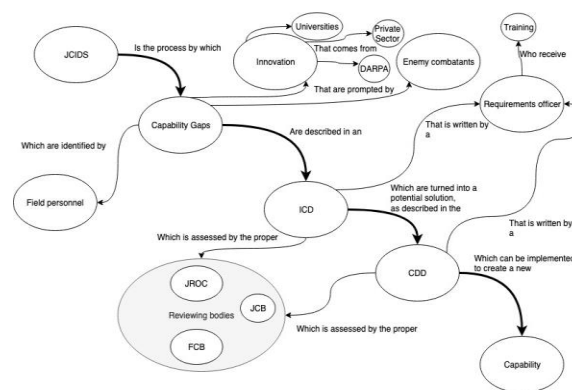 JCIDS
Is the process by which
Universities
Private
Sector
Innovation
That comes from
DARPA
Enemy combatants
That are prompted by
Training
Who receive
Requirements officer
Capability Gaps
Are described in an
That is written by
a
Which are identified by
Field personnel
Which are turned into a
potential solution,
as described in the
ICD
That is written by
a
Which is assessed by the proper
CDD
Which can be implemented
to create a new
JROC
JCB
Reviewing bodies
FCB
Which is assessed by the proper
Capability